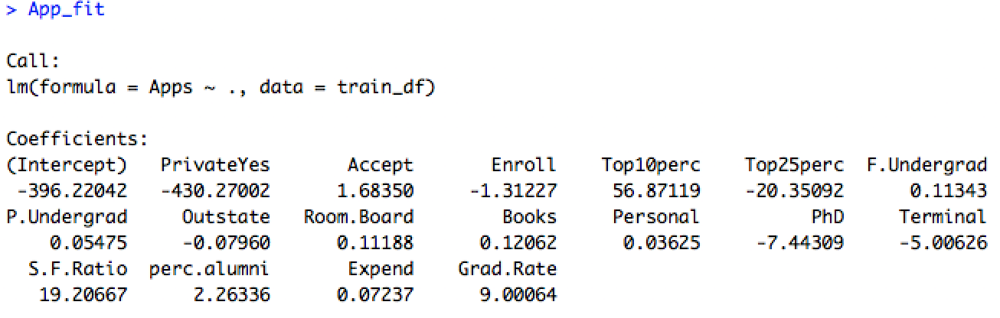 > App_fit
Call:
lm(formula = Apps ~ ., data = train_df)
Coefficients:
(Intercept) PrivateYes Accept Enroll Top10perc Top25perc F.Undergrad
-396.22042 -430.27002 1.68350 -1.31227 56.87119 -20.35092 0.11343
P.Undergrad Outstate Room.Board Books Personal PhD Terminal
0.05475 -0.07960 0.11188 0.12062 0.03625 -7.44309 -5.00626
S.F.Ratio perc.alumni Expend Grad.Rate
19.20667 2.26336 0.07237 9.00064